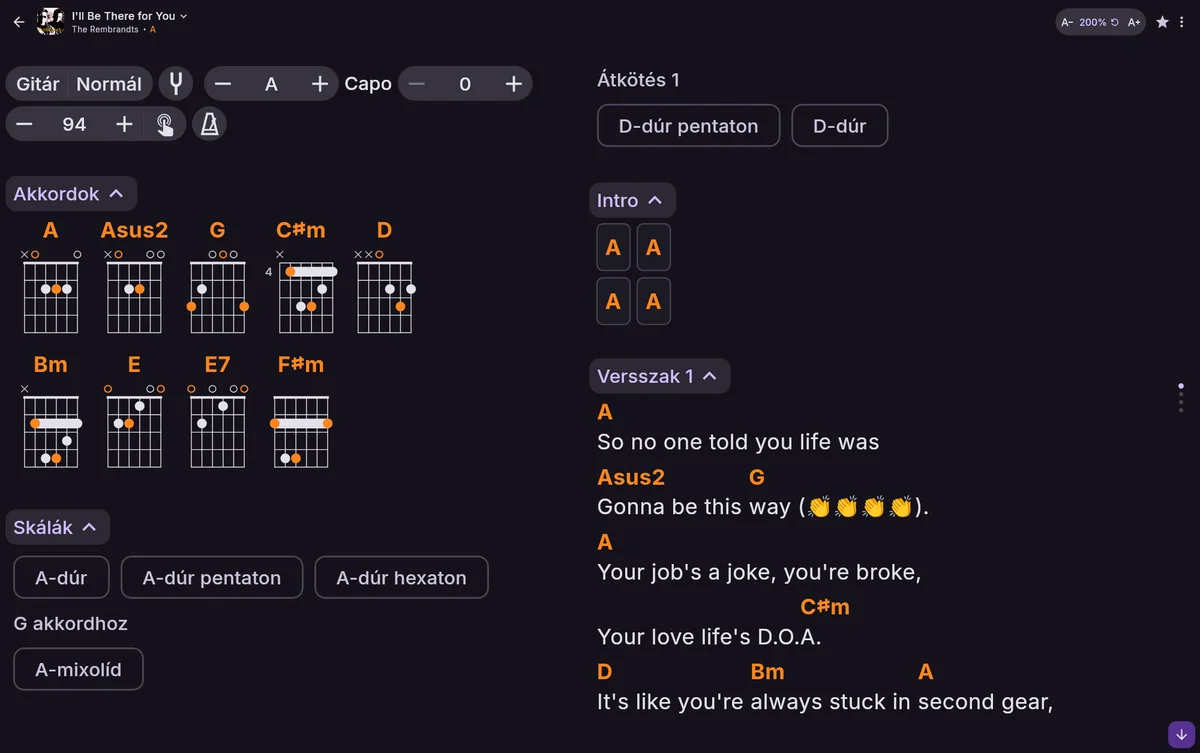 I'll Be There for You
The Rembrandts • A
A- 200% A+
Gitár Normál
A
Capo 0
94
Akkordok
A Asus2 G C#m D
4
Bm E E7 F#m
Skálák
A-dúr A-dúr pentaton A-dúr hexaton
G akkordhoz
A-mixolíd
Átkötés 1
D-dúr pentaton D-dúr
Intro
A A
A A
Versszak 1
A
So no one told you life was
Asus2 G
Gonna be this way (👏👏👏👏).
A
Your job's a joke, you're broke,
C#m
Your love life's D.O.A.
D Bm A
It's like you're always stuck in second gear,